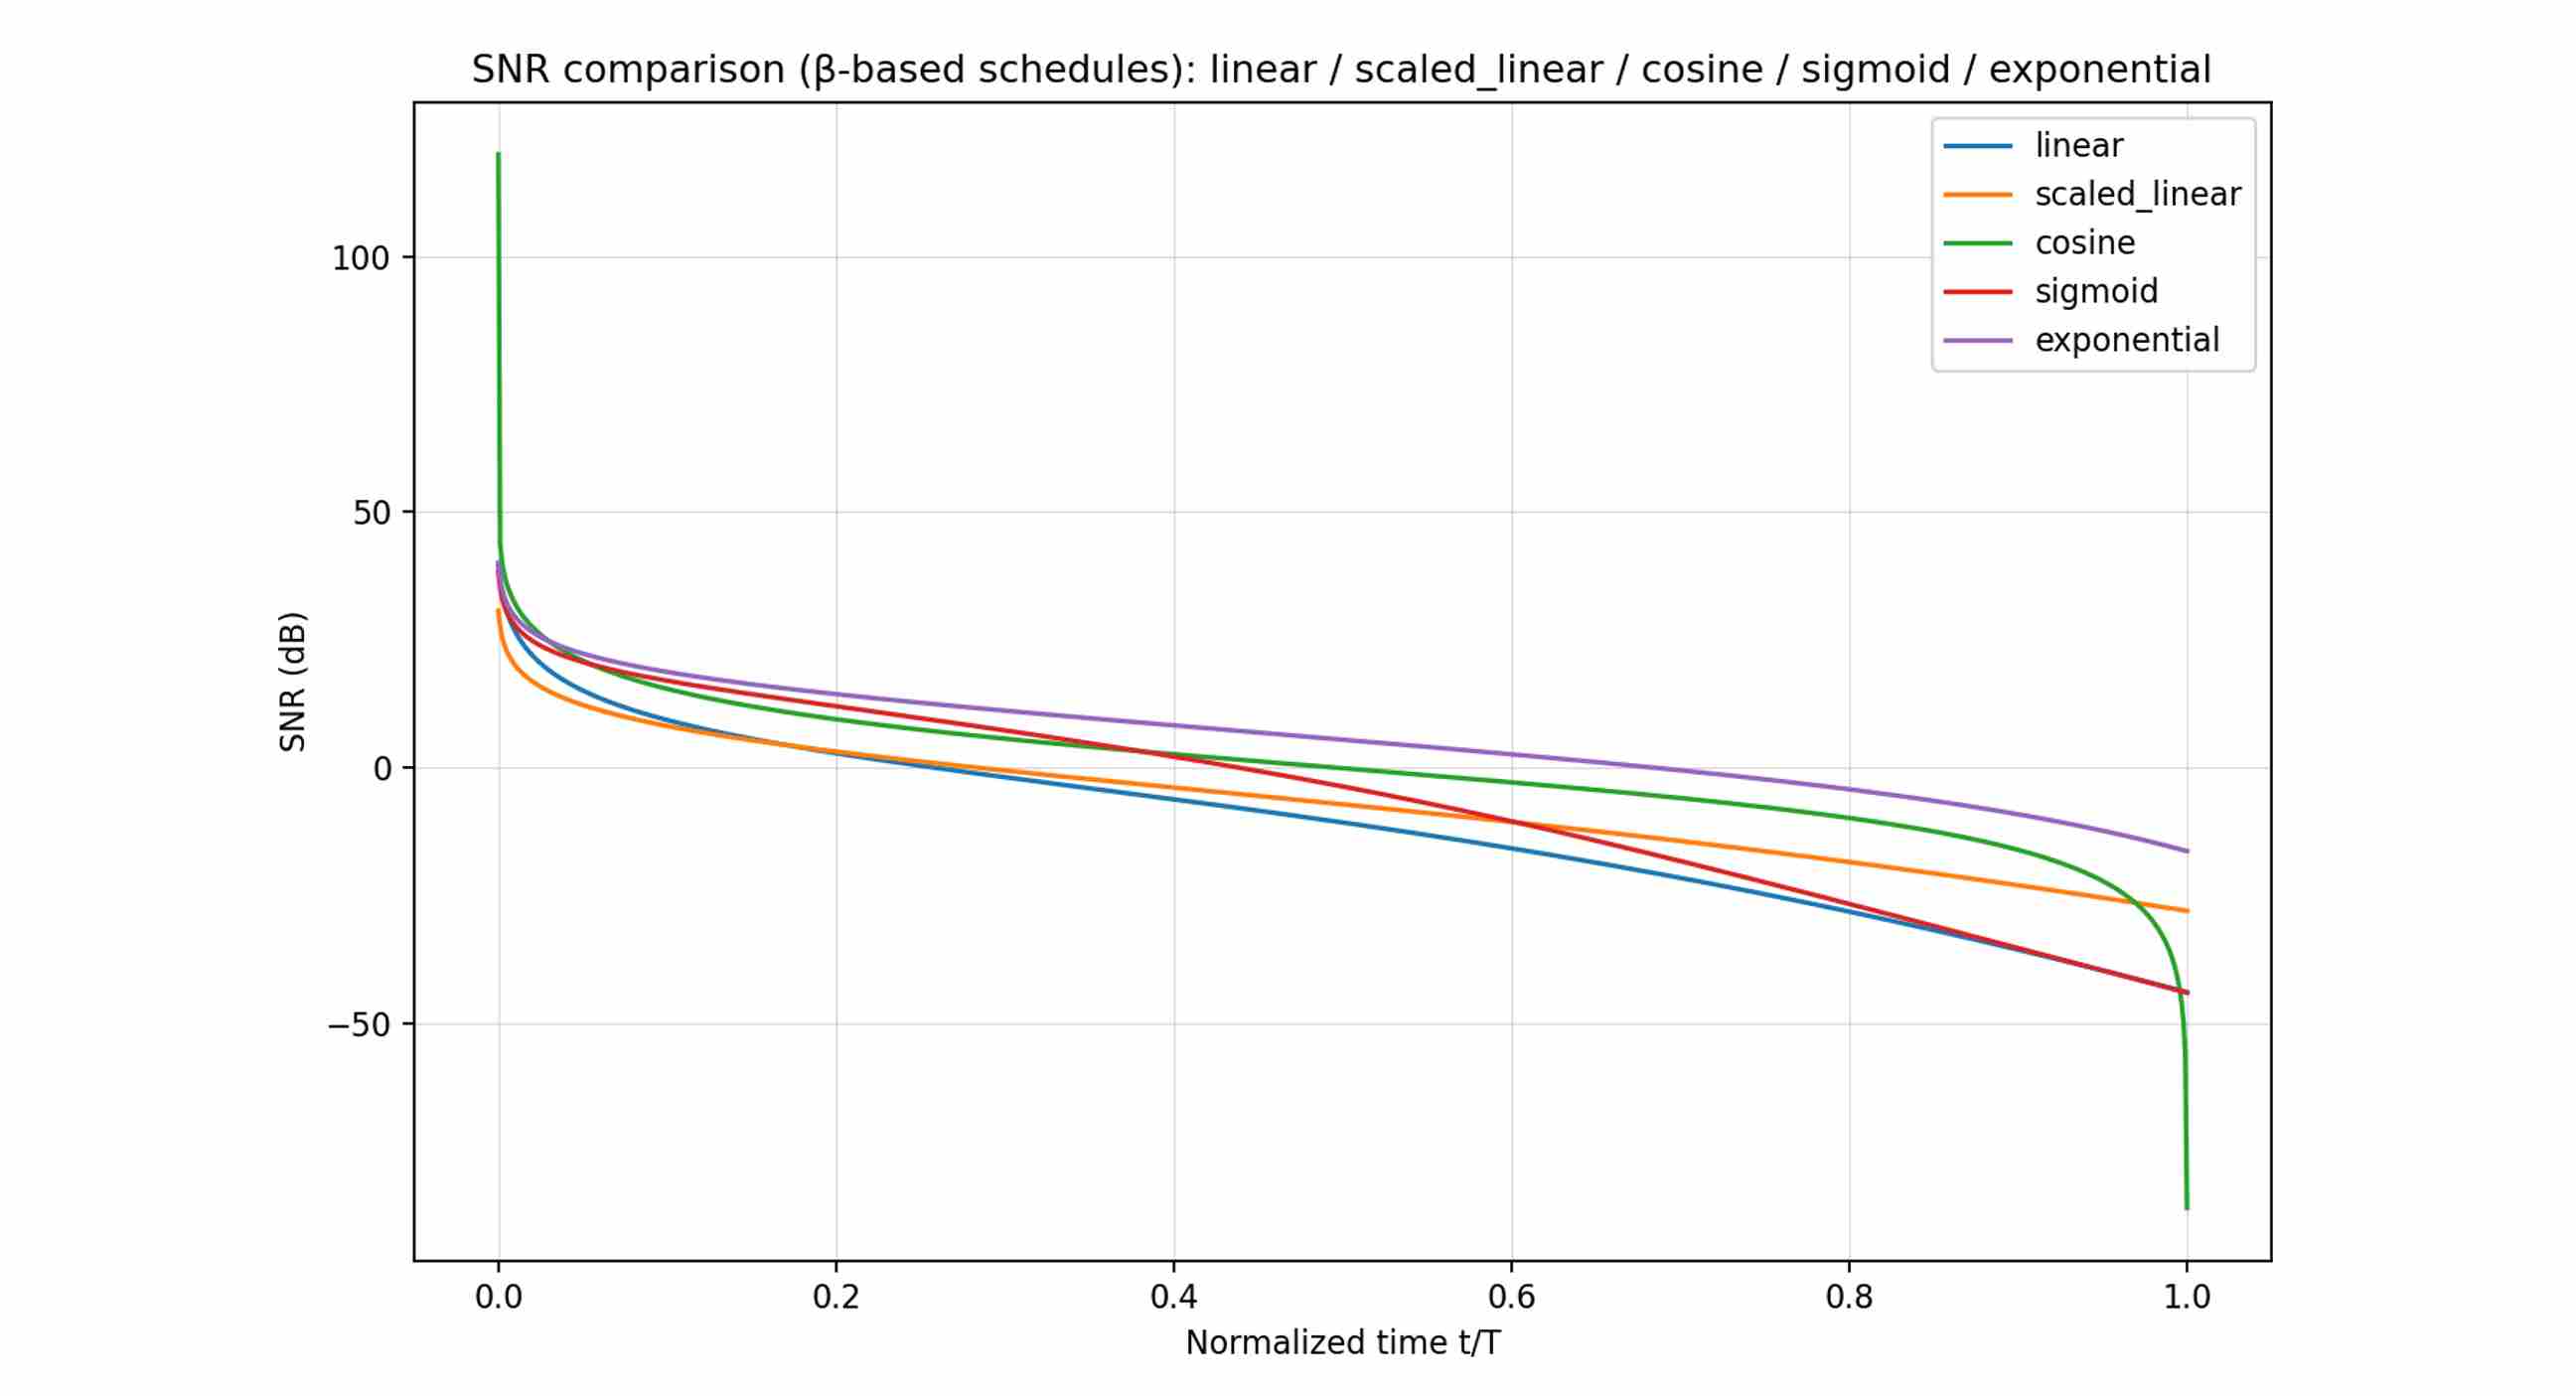 SNR comparison (β-based schedules): linear / scaled_linear / cosine / sigmoid / exponential
linear
scaled_linear
cosine
sigmoid
exponential
SNR (dB)
100
50
0
−50
0.0 0.2 0.4 0.6 0.8 1.0
Normalized time t/T